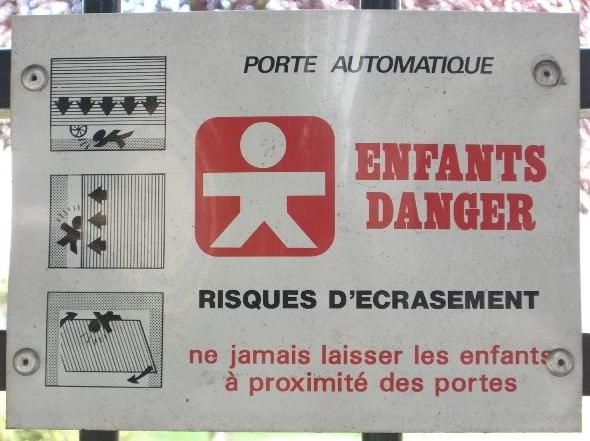 PORTE AUTOMATIQUE
ENFANTS
DANGER
RISQUES D'ECRASEMENT
ne jamais laisser les enfants
à proximité des portes